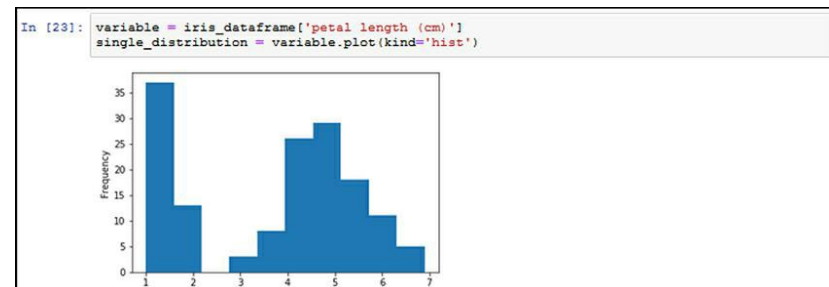 In [23]: variable = iris_dataframe['petal length (cm)']
single_distribution = variable.plot(kind='hist')
35
30
25
20
15
10
5
0
Frequency
1 2 3 4 5 6 7